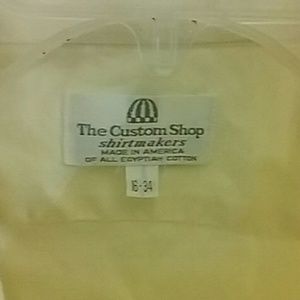 The Custom Shop
shirtmakers
MADE IN AMERICA
OF ALL EGYPTIAN COTTON
16-34